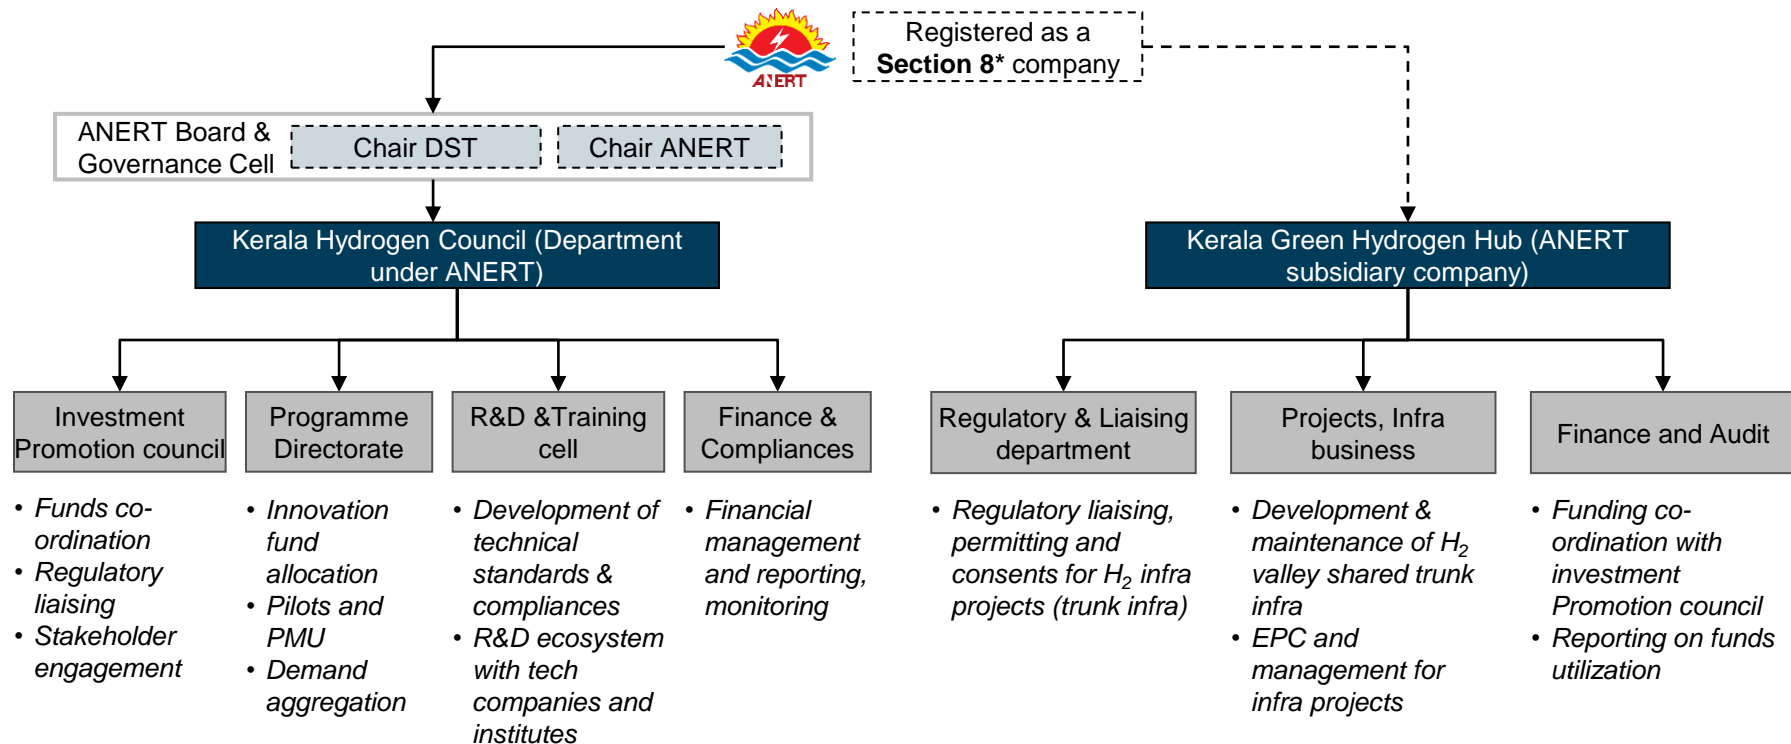 ANERT
Registered as a
Section 8* company
ANERT Board &
Governance Cell
Chair DST
Chair ANERT
Kerala Hydrogen Council (Department
under ANERT)
Kerala Green Hydrogen Hub (ANERT
subsidiary company)
Investment
Promotion council
Programme
Directorate
R&D &Training
cell
Finance &
Compliances
Regulatory & Liaising
department
Projects, Infra
business
Finance and Audit
• Funds co-
ordination
• Regulatory
liaising
• Stakeholder
engagement
• Innovation
fund
allocation
• Pilots and
PMU
• Demand
aggregation
• Development of
technical
standards &
compliances
• R&D ecosystem
with tech
companies and
institutes
• Financial
management
and reporting,
monitoring
• Regulatory liaising,
permitting and
consents for H₂ infra
projects (trunk infra)
• Development &
maintenance of H₂
valley shared trunk
infra
• EPC and
management for
infra projects
• Funding co-
ordination with
investment
Promotion council
• Reporting on funds
utilization